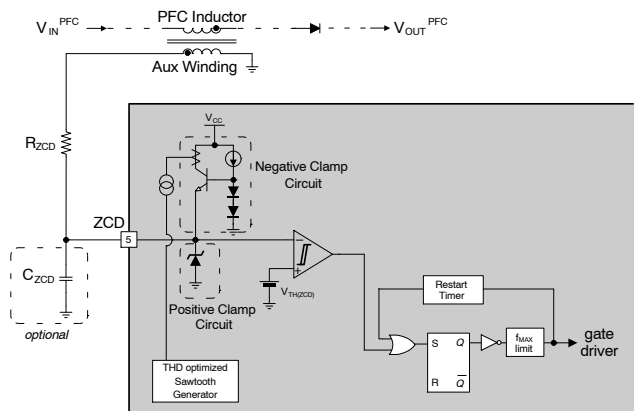 PFC Inductor
V_IN^PFC
V_OUT^PFC
Aux Winding
V_CC
R_ZCD
Negative Clamp
Circuit
ZCD
5
C_ZCD
optional
V_TH(ZCD)
Positive Clamp
Circuit
Restart
Timer
THD optimized
Sawtooth
Generator
S Q
R Q̅
f_MAX
limit
gate
driver
−
+